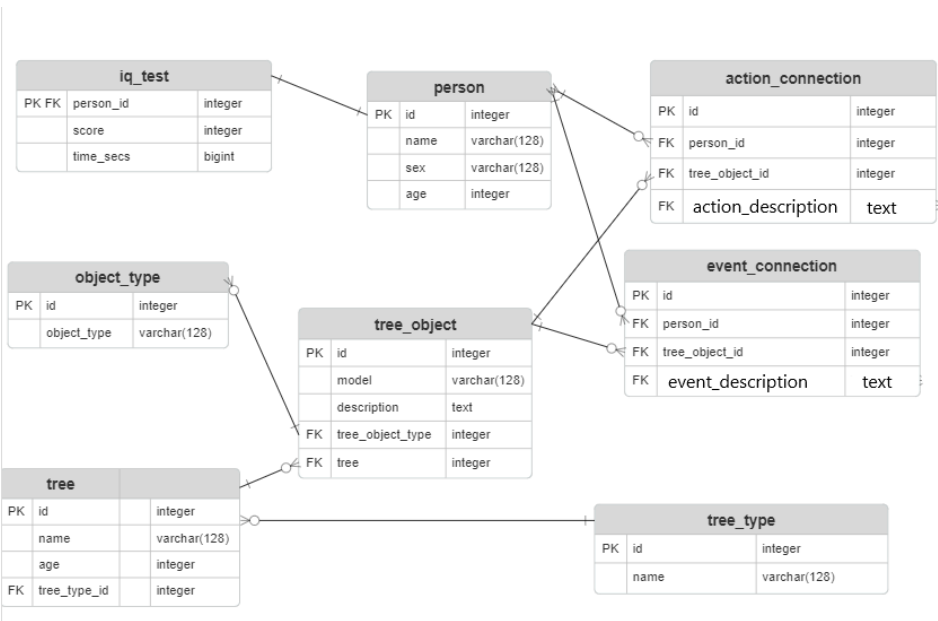 iq_test
PK FK person_id integer
score integer
time_secs bigint
person
PK id integer
name varchar(128)
sex varchar(128)
age integer
action_connection
PK id integer
FK person_id integer
FK tree_object_id integer
FK action_description text
object_type
PK id integer
object_type varchar(128)
event_connection
PK id integer
FK person_id integer
FK tree_object_id integer
FK event_description text
tree_object
PK id integer
model varchar(128)
description text
FK tree_object_type integer
FK tree integer
tree
PK id integer
name varchar(128)
age integer
FK tree_type_id integer
tree_type
PK id integer
name varchar(128)